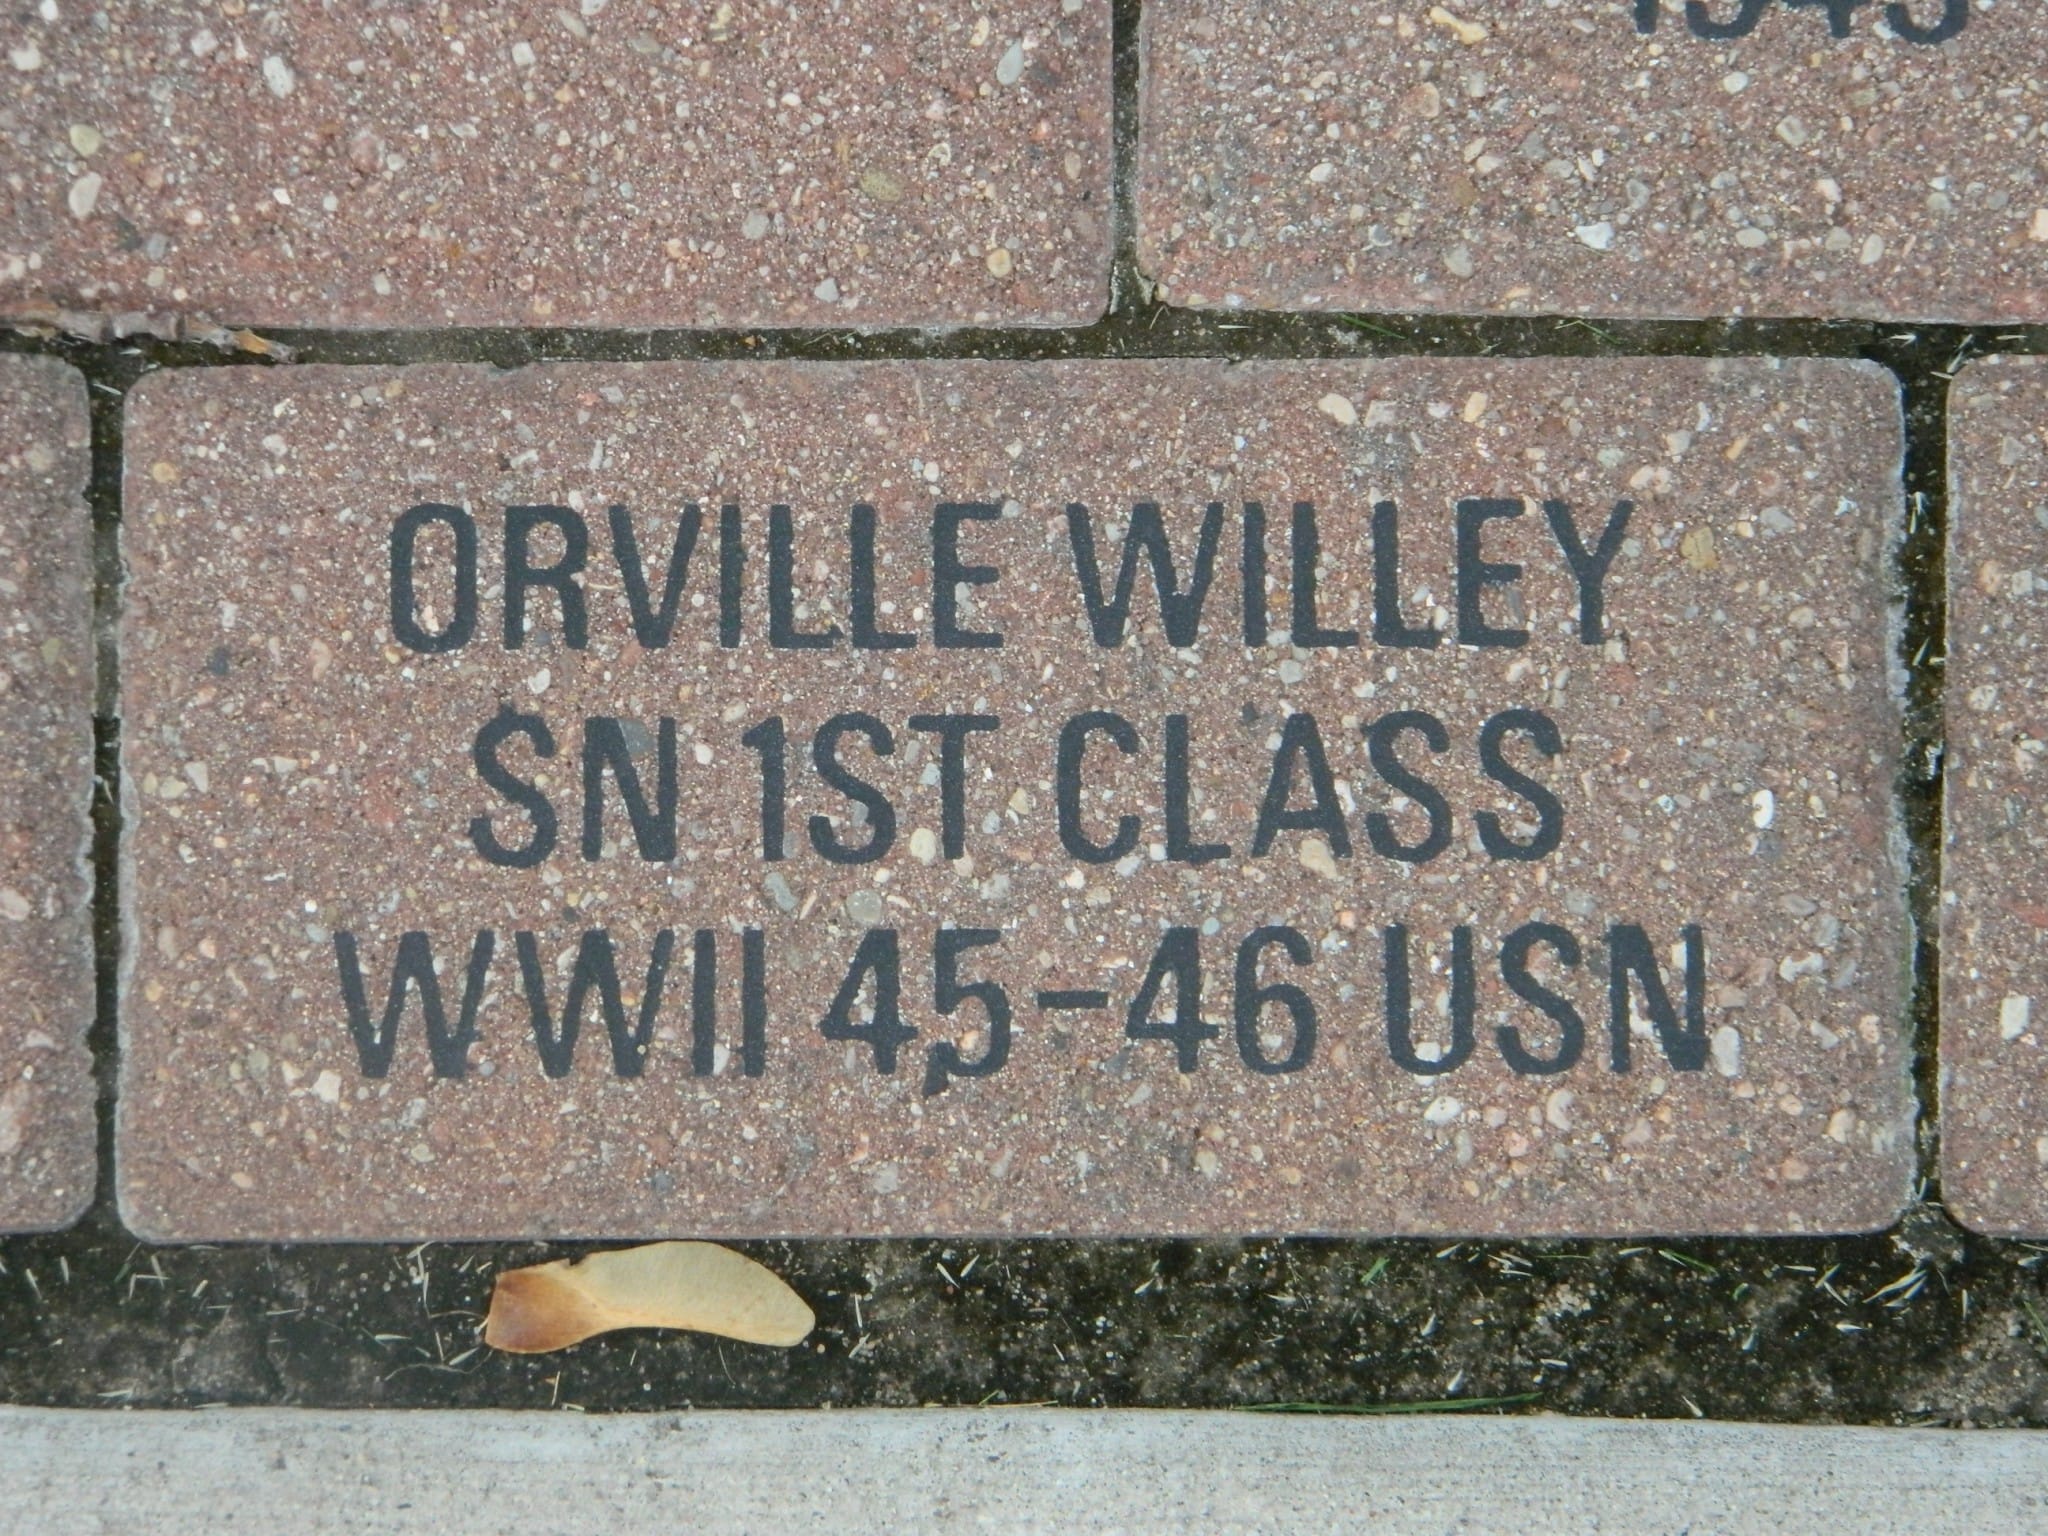 ORVILLE WILLEY
SN 1ST CLASS
WWII 45-46 USN